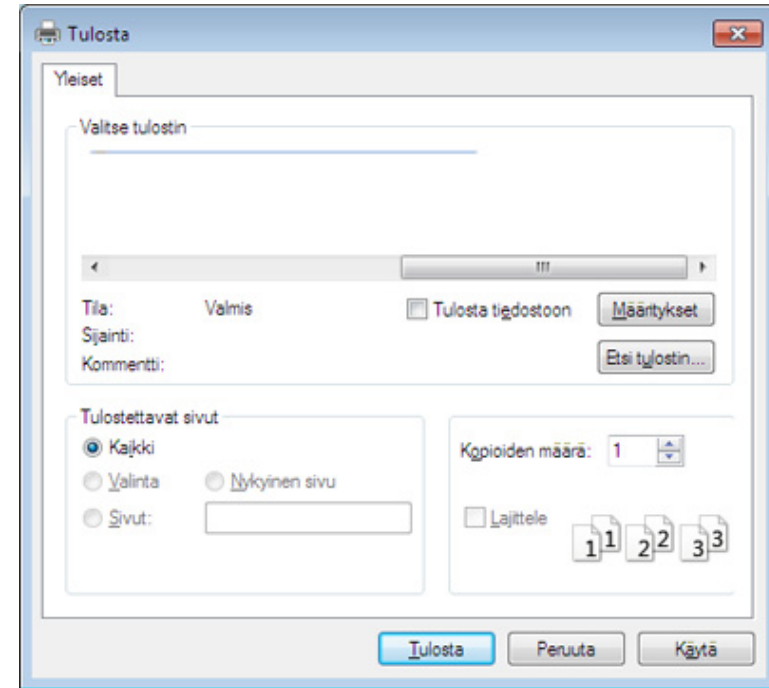 Tulosta
Yleiset
Valitse tulostin
Tila: Valmis Tulosta tiedostoon Määritykset
Sijainti:
Kommentti: Etsi tulostin...
Tulostettavat sivut
Kaikki
Valinta Nykyinen sivu
Sivut:
Kopioiden määrä: 1
Lajittele
1 1 2 2 3 3
Tulosta Peruuta Käytä